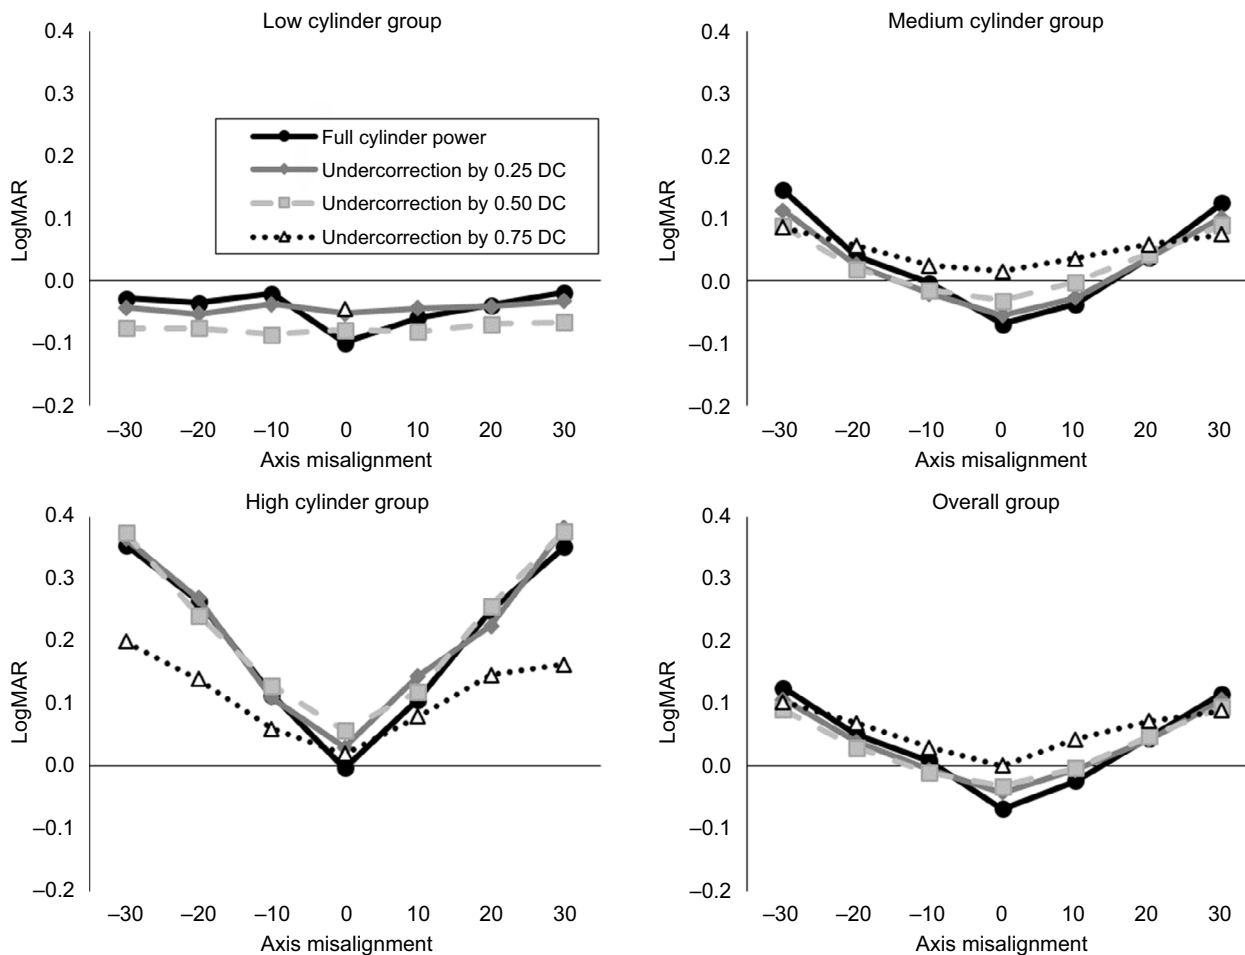 Low cylinder group
0.4
0.3
0.2
0.1
0.0
–0.1
–0.2
LogMAR
Full cylinder power
Undercorrection by 0.25 DC
Undercorrection by 0.50 DC
Undercorrection by 0.75 DC
–30 –20 –10 0 10 20 30
Axis misalignment
Medium cylinder group
0.4
0.3
0.2
0.1
0.0
–0.1
–0.2
LogMAR
–30 –20 –10 0 10 20 30
Axis misalignment
High cylinder group
0.4
0.3
0.2
0.1
0.0
–0.1
–0.2
LogMAR
–30 –20 –10 0 10 20 30
Axis misalignment
Overall group
0.4
0.3
0.2
0.1
0.0
–0.1
–0.2
LogMAR
–30 –20 –10 0 10 20 30
Axis misalignment